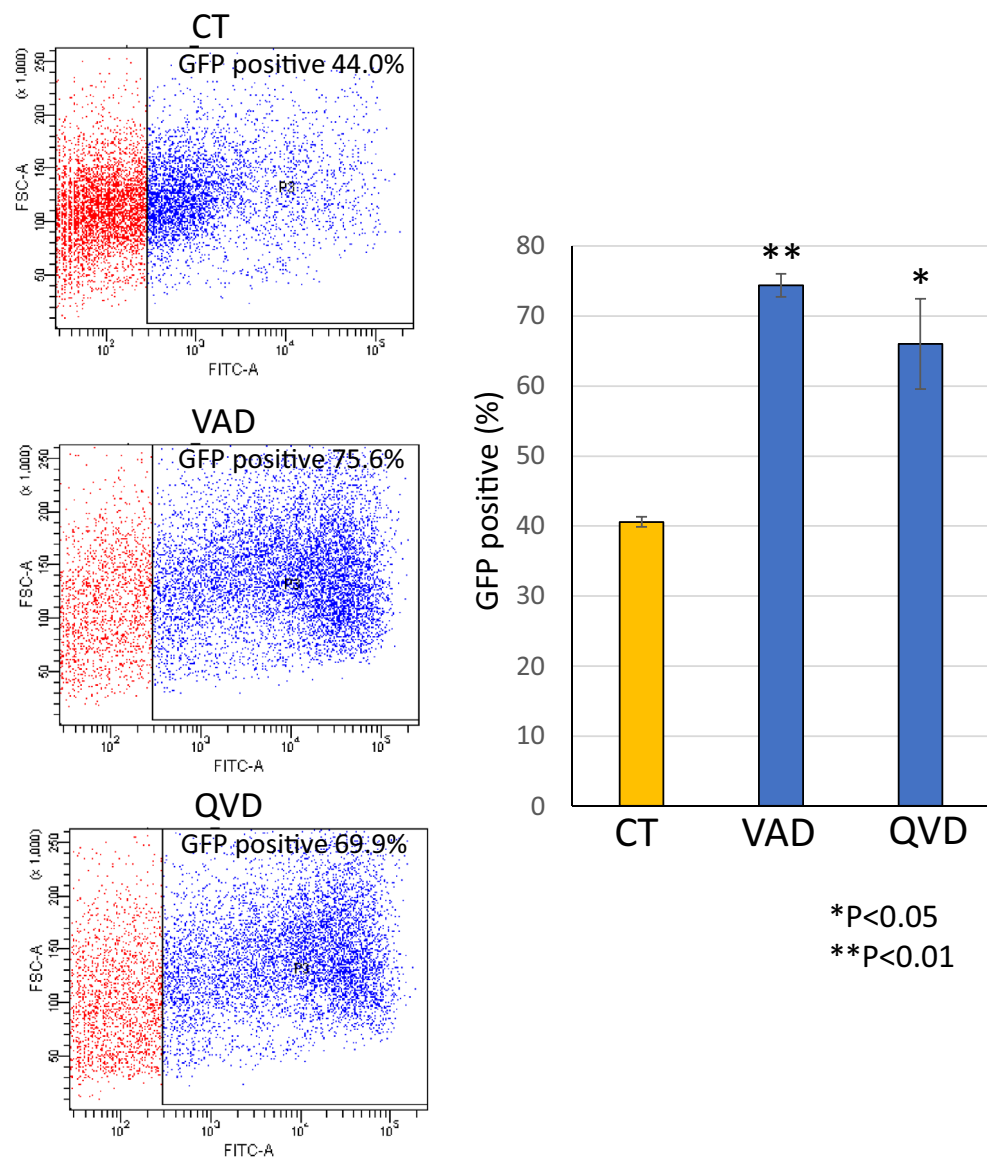 CT
GFP positive 44.0%
(x 1,000)
250
200
150
100
50
FSC-A
P3
10²
10³
10⁴
10⁵
FITC-A
VAD
GFP positive 75.6%
(x 1,000)
250
200
150
100
50
FSC-A
10²
10³
10⁴
10⁵
FITC-A
QVD
GFP positive 69.9%
(x 1,000)
250
200
150
100
50
FSC-A
10²
10³
10⁴
10⁵
FITC-A
GFP positive (%)
80
70
60
50
40
30
20
10
0
**
*
CT VAD QVD
*P<0.05
**P<0.01